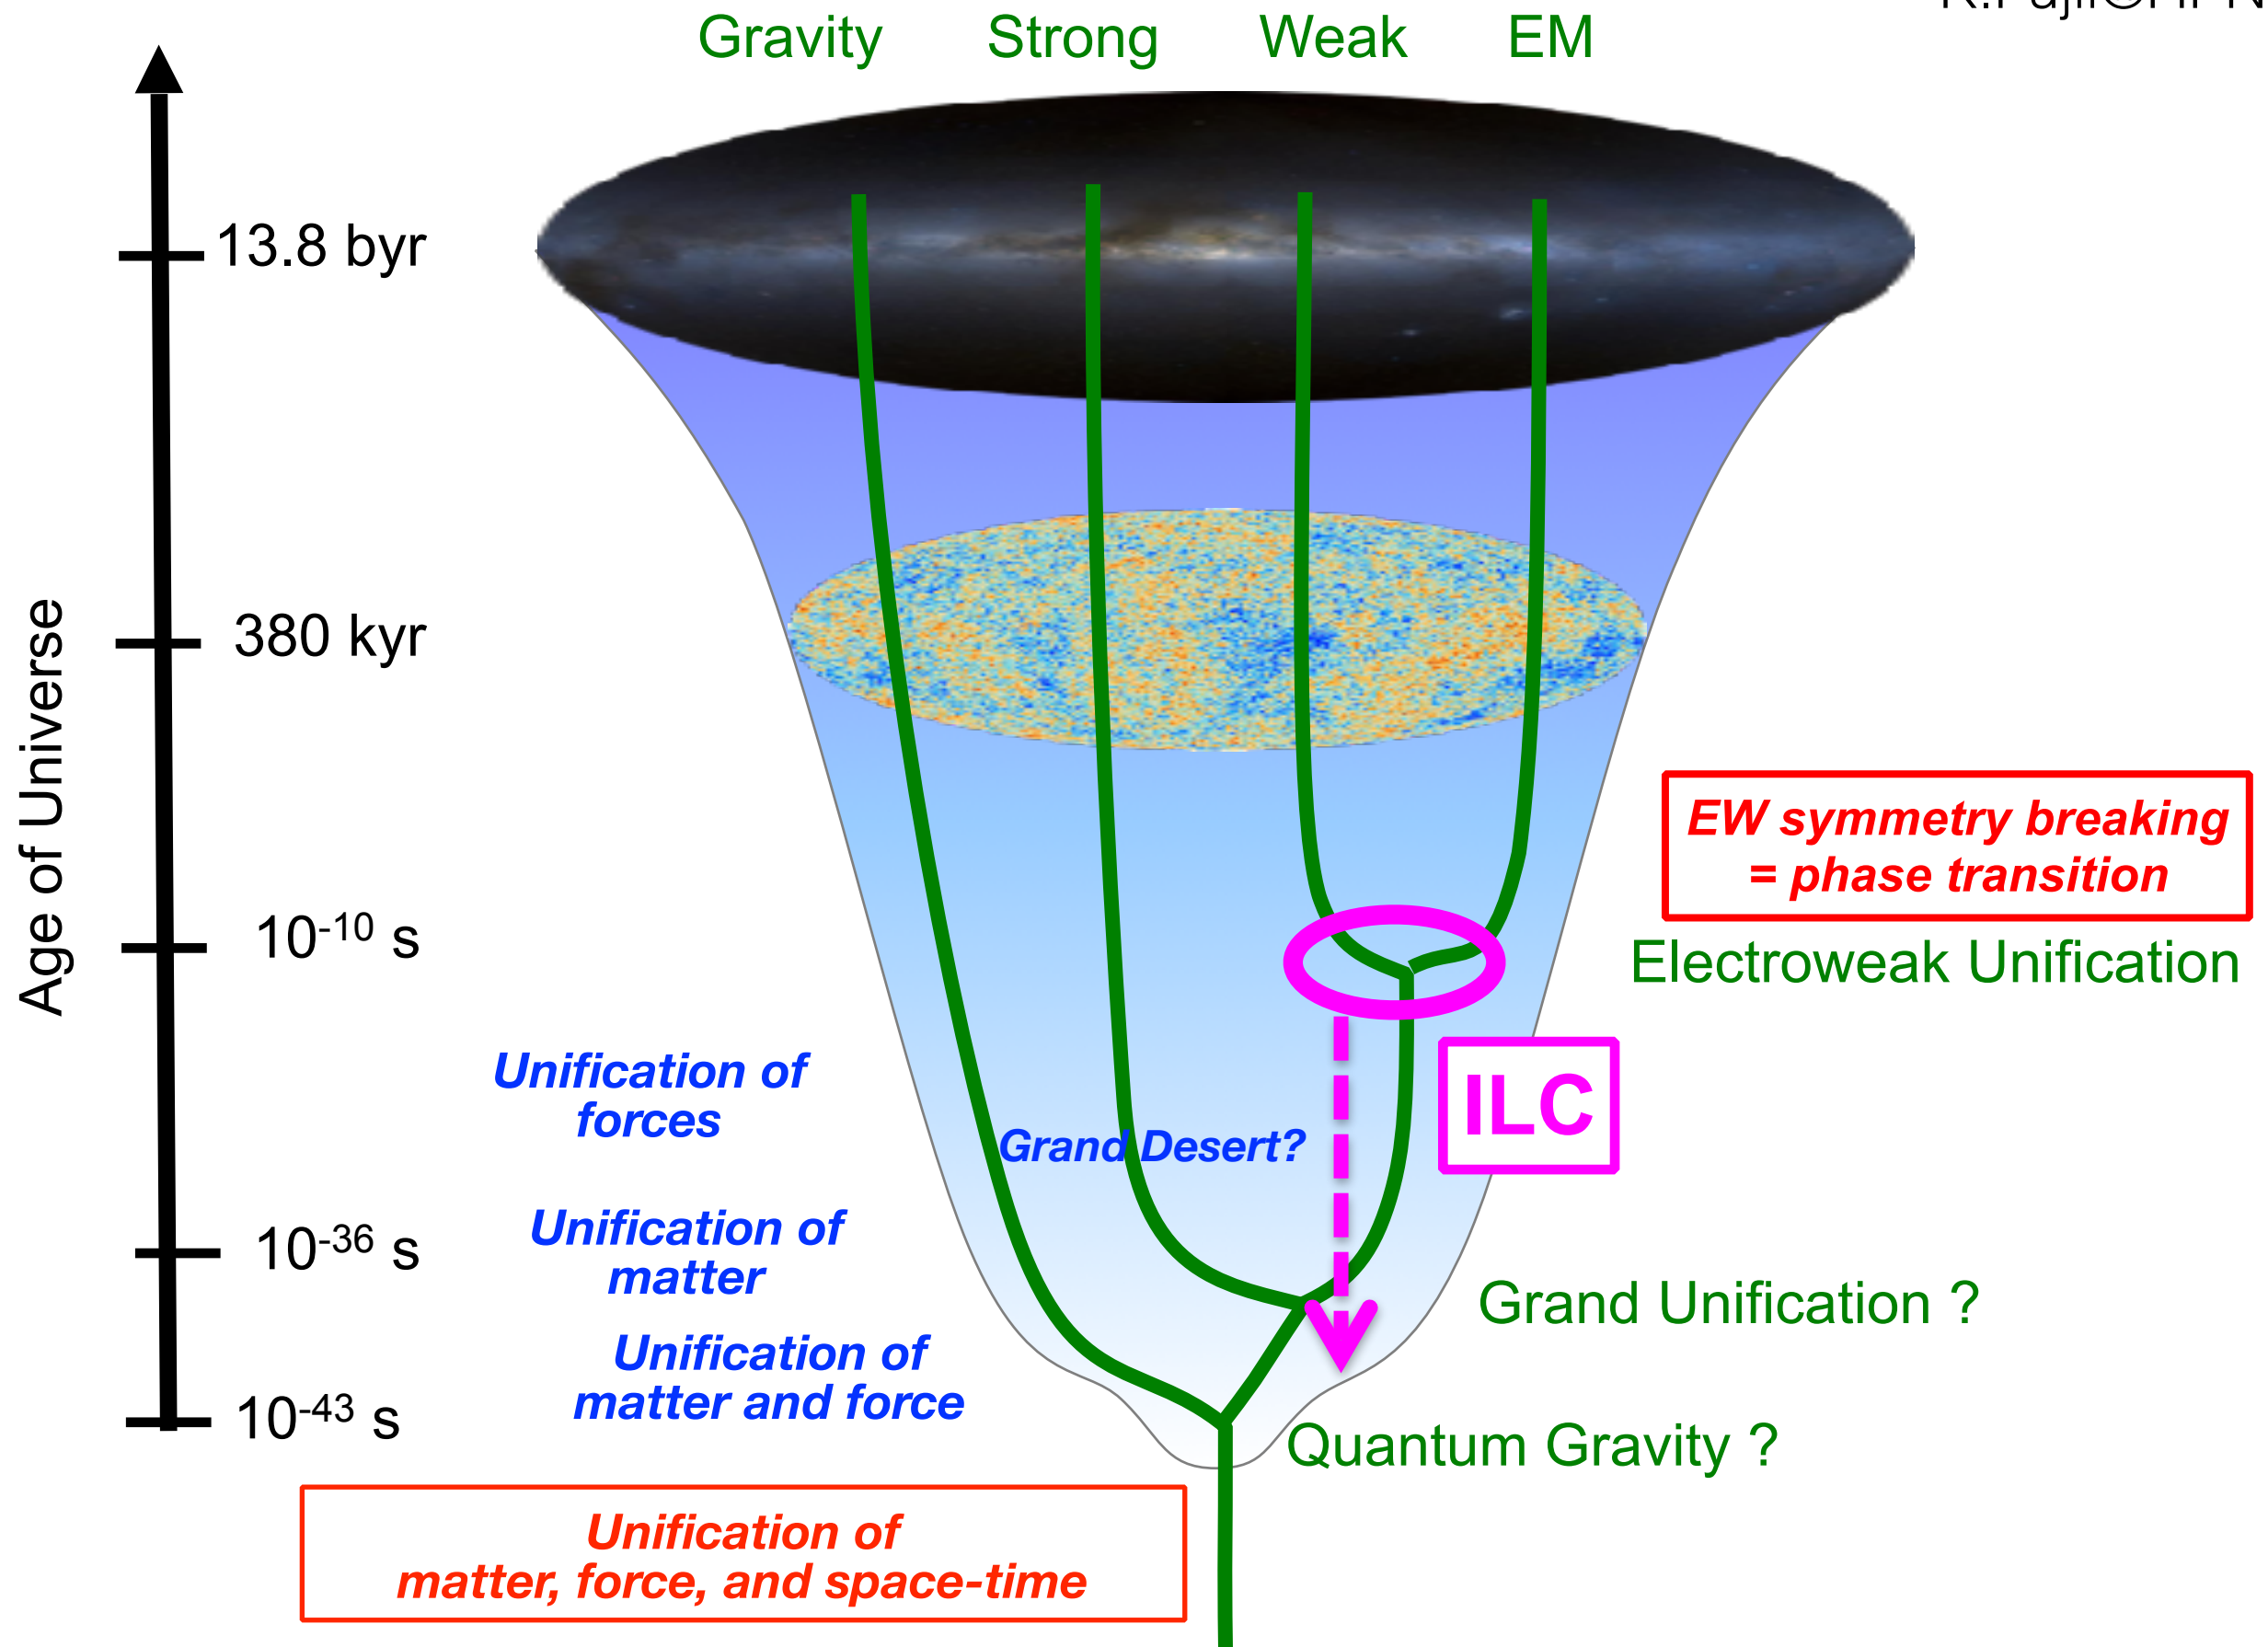 Gravity Strong Weak EM
13.8 byr
380 kyr
Age of Universe
EW symmetry breaking
= phase transition
10⁻¹⁰ s
Electroweak Unification
Unification of
forces
ILC
Grand Desert?
Unification of
matter
10⁻³⁶ s
Grand Unification ?
Unification of
matter and force
10⁻⁴³ s
Quantum Gravity ?
Unification of
matter, force, and space-time